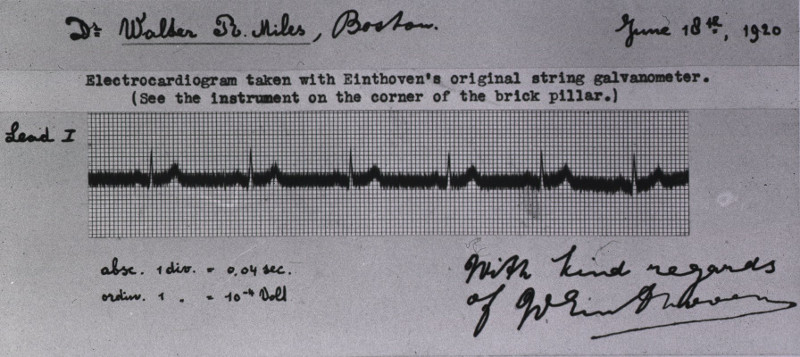 Dr Walter R. Miles, Boston.
June 18th, 1920
Electrocardiogram taken with Einthoven's original string galvanometer.
(See the instrument on the corner of the brick pillar.)
Lead I
absc. 1 div. = 0,04 sec.
ordin. 1 „ = 10⁻⁴ Volt
With kind regards
of W Einthoven